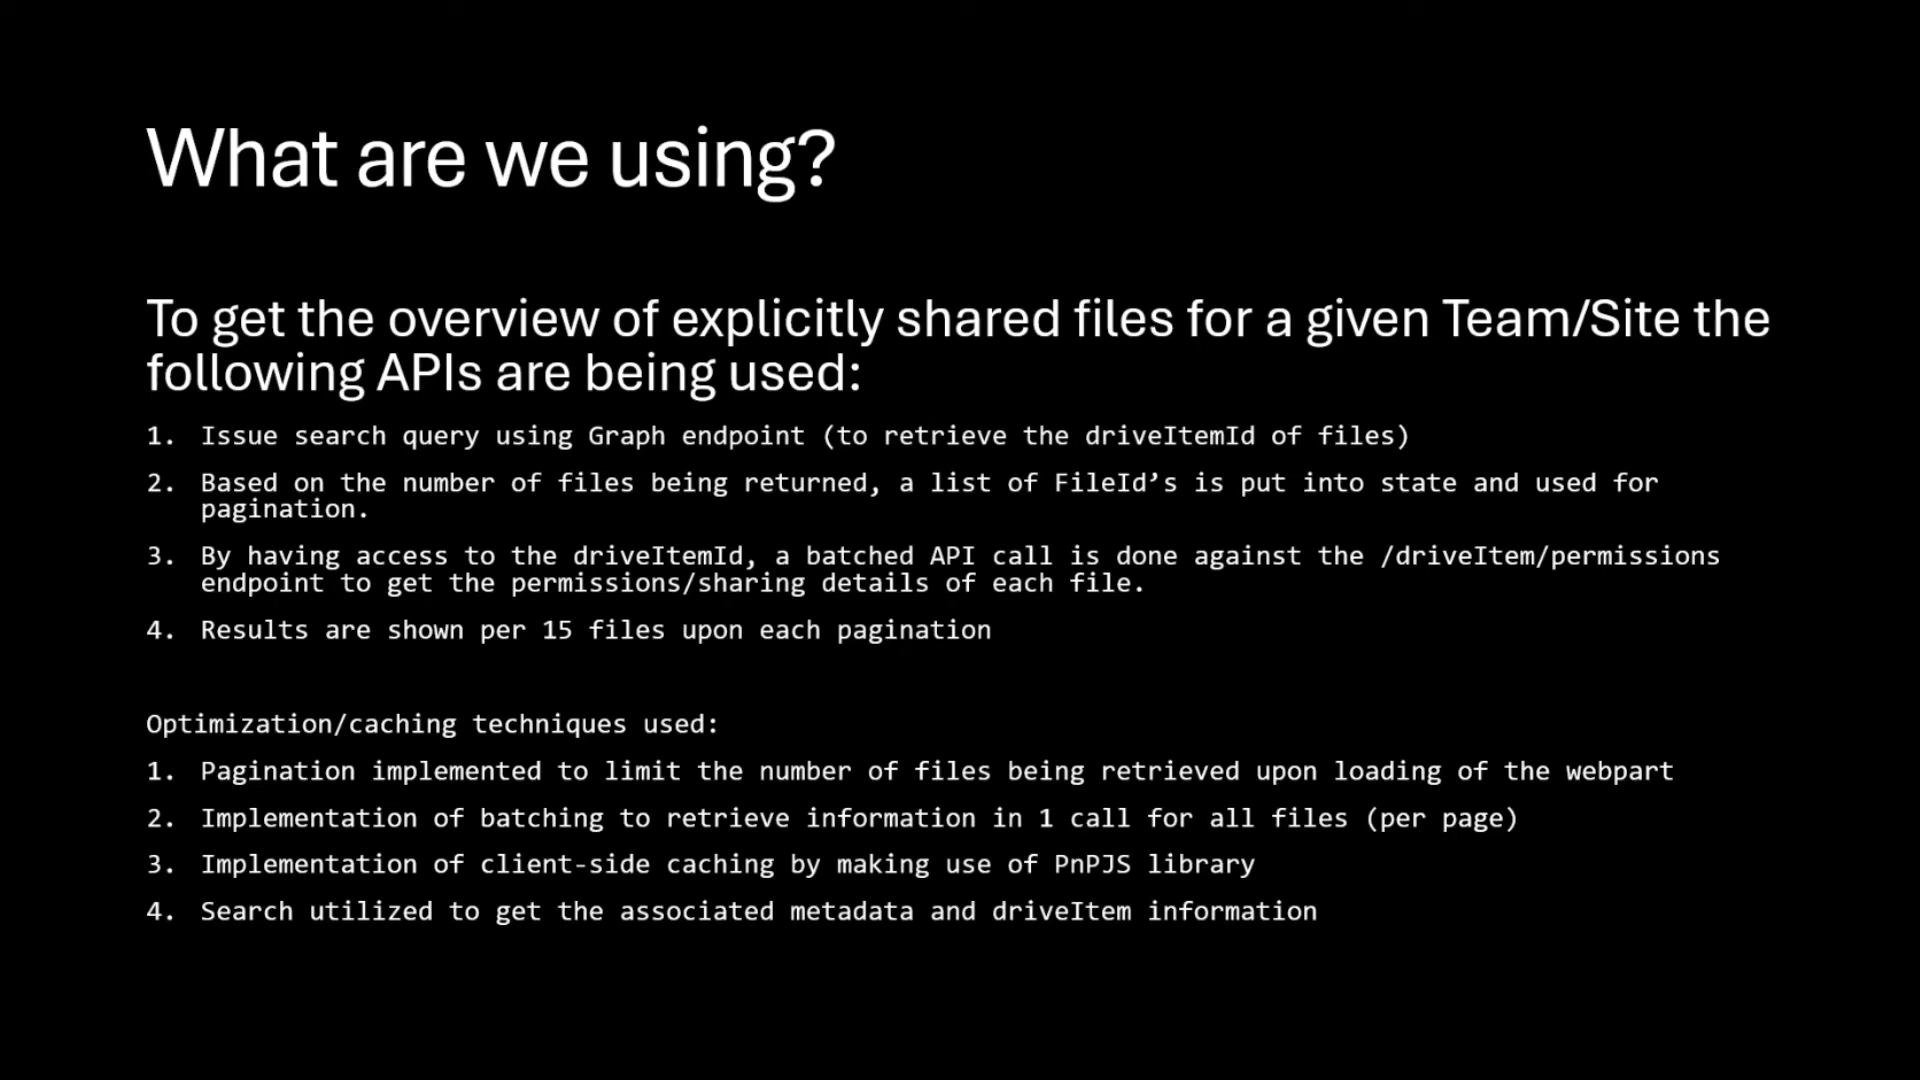 What are we using?
To get the overview of explicitly shared files for a given Team/Site the
following APIs are being used:
1. Issue search query using Graph endpoint (to retrieve the driveItemId of files)
2. Based on the number of files being returned, a list of FileId’s is put into state and used for
pagination.
3. By having access to the driveItemId, a batched API call is done against the /driveItem/permissions
endpoint to get the permissions/sharing details of each file.
4. Results are shown per 15 files upon each pagination
Optimization/caching techniques used:
1. Pagination implemented to limit the number of files being retrieved upon loading of the webpart
2. Implementation of batching to retrieve information in 1 call for all files (per page)
3. Implementation of client-side caching by making use of PnPJS library
4. Search utilized to get the associated metadata and driveItem information